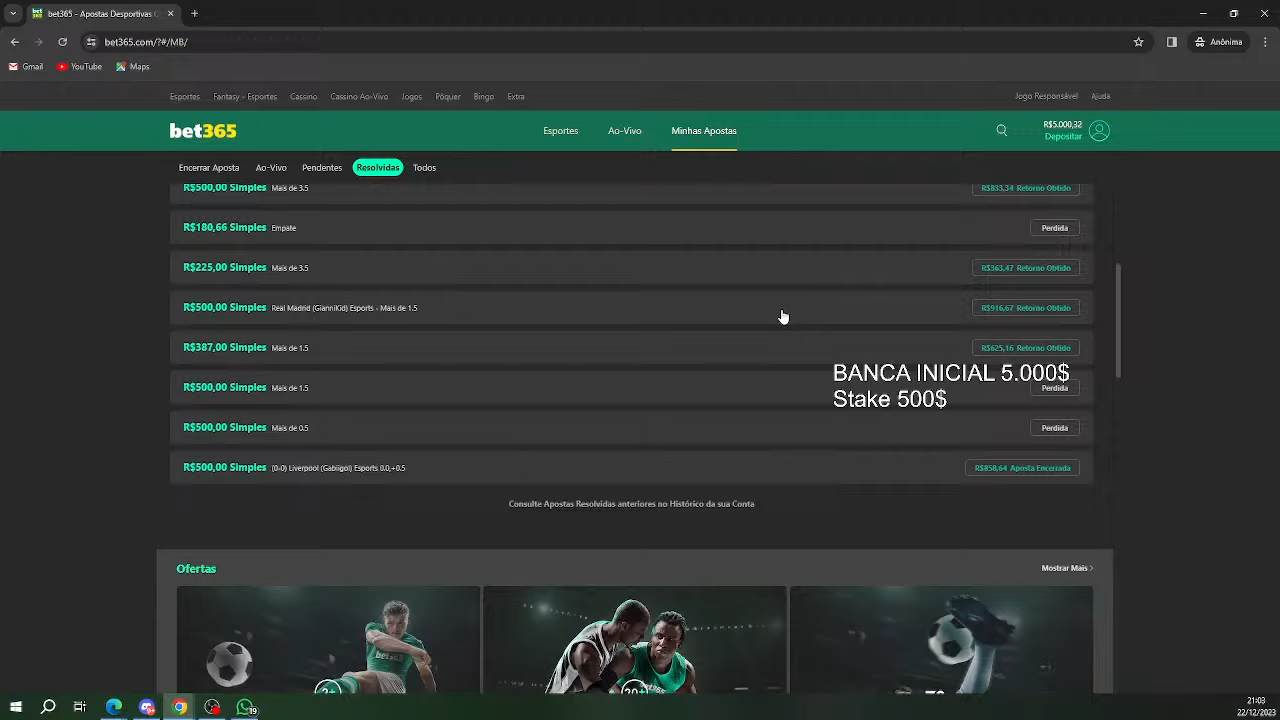 bet365 - Apostas Desportivas O
bet365.com/?#/MB/
Anônima
Gmail
YouTube
Maps
Esportes
Fantasy - Esportes
Cassino
Cassino Ao-Vivo
Jogos
Pôquer
Bingo
Extra
Jogo Responsável
Ajuda
bet365
Esportes
Ao-Vivo
Minhas Apostas
R$5.000,32
Depositar
Encerrar Aposta
Ao-Vivo
Pendentes
Resolvidas
Todos
R$500,00 Simples Mais de 3.5
R$833,34 Retorno Obtido
R$180,66 Simples Empate
Perdida
R$225,00 Simples Mais de 3.5
R$363,47 Retorno Obtido
R$500,00 Simples Real Madrid (GianniKid) Esports - Mais de 1.5
R$916,67 Retorno Obtido
R$387,00 Simples Mais de 1.5
R$625,16 Retorno Obtido
BANCA INICIAL 5.000$
R$500,00 Simples Mais de 1.5
Perdida
Stake 500$
R$500,00 Simples Mais de 0.5
Perdida
R$500,00 Simples (0-0) Liverpool (Gabiigol) Esports 0.0,+0.5
R$858,64 Aposta Encerrada
Consulte Apostas Resolvidas anteriores no Histórico da sua Conta
Ofertas
Mostrar Mais
bet365
21:03
22/12/2023